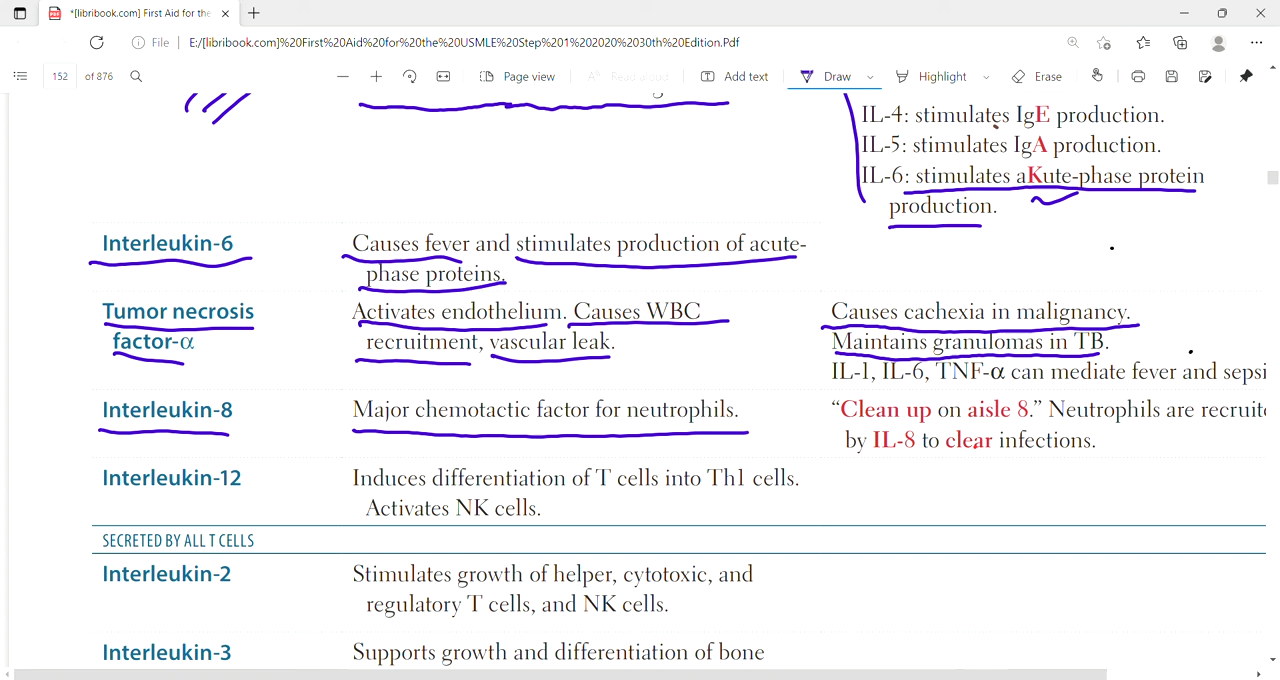 *[libribook.com] First Aid for the
File E:/[libribook.com]%20First%20Aid%20for%20the%20USMLE%20Step%201%202020%2030th%20Edition.Pdf
152 of 876 Page view Read aloud Add text Draw Highlight Erase
IL-4: stimulates IgE production.
IL-5: stimulates IgA production.
IL-6: stimulates aKute-phase protein
production.
Interleukin-6 Causes fever and stimulates production of acute-
phase proteins.
Tumor necrosis Activates endothelium. Causes WBC Causes cachexia in malignancy.
factor-α recruitment, vascular leak. Maintains granulomas in TB.
IL-1, IL-6, TNF-α can mediate fever and sepsi
Interleukin-8 Major chemotactic factor for neutrophils. “Clean up on aisle 8.” Neutrophils are recruite
by IL-8 to clear infections.
Interleukin-12 Induces differentiation of T cells into Th1 cells.
Activates NK cells.
SECRETED BY ALL T CELLS
Interleukin-2 Stimulates growth of helper, cytotoxic, and
regulatory T cells, and NK cells.
Interleukin-3 Supports growth and differentiation of bone